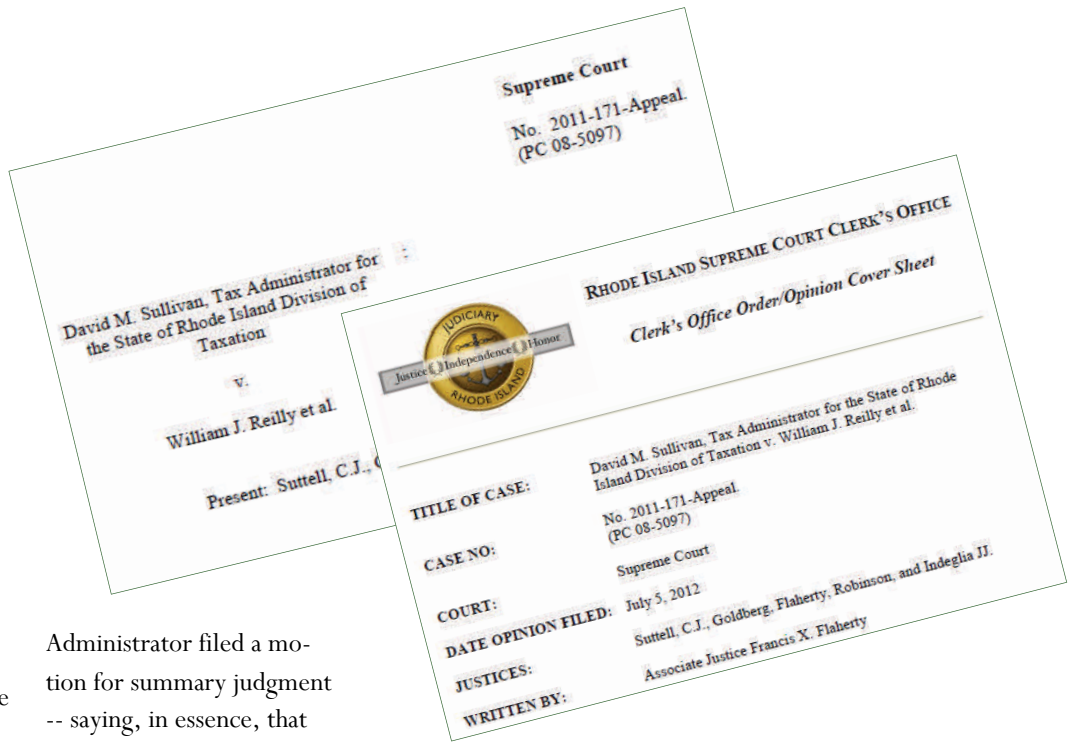 Supreme Court
No. 2011-171-Appeal.
(PC 08-5097)
David M. Sullivan, Tax Administrator for :
the State of Rhode Island Division of
Taxation
v.
William J. Reilly et al.
Present: Suttell, C.J.,
RHODE ISLAND SUPREME COURT CLERK'S OFFICE
Clerk's Office Order/Opinion Cover Sheet
JUDICIARY
Justice Independence Honor
RHODE ISLAND
TITLE OF CASE: David M. Sullivan, Tax Administrator for the State of Rhode
Island Division of Taxation v. William J. Reilly et al.
CASE NO: No. 2011-171-Appeal.
(PC 08-5097)
COURT: Supreme Court
DATE OPINION FILED: July 5, 2012
JUSTICES: Suttell, C.J., Goldberg, Flaherty, Robinson, and Indeglia JJ.
WRITTEN BY: Associate Justice Francis X. Flaherty
Administrator filed a mo-
tion for summary judgment
-- saying, in essence, that